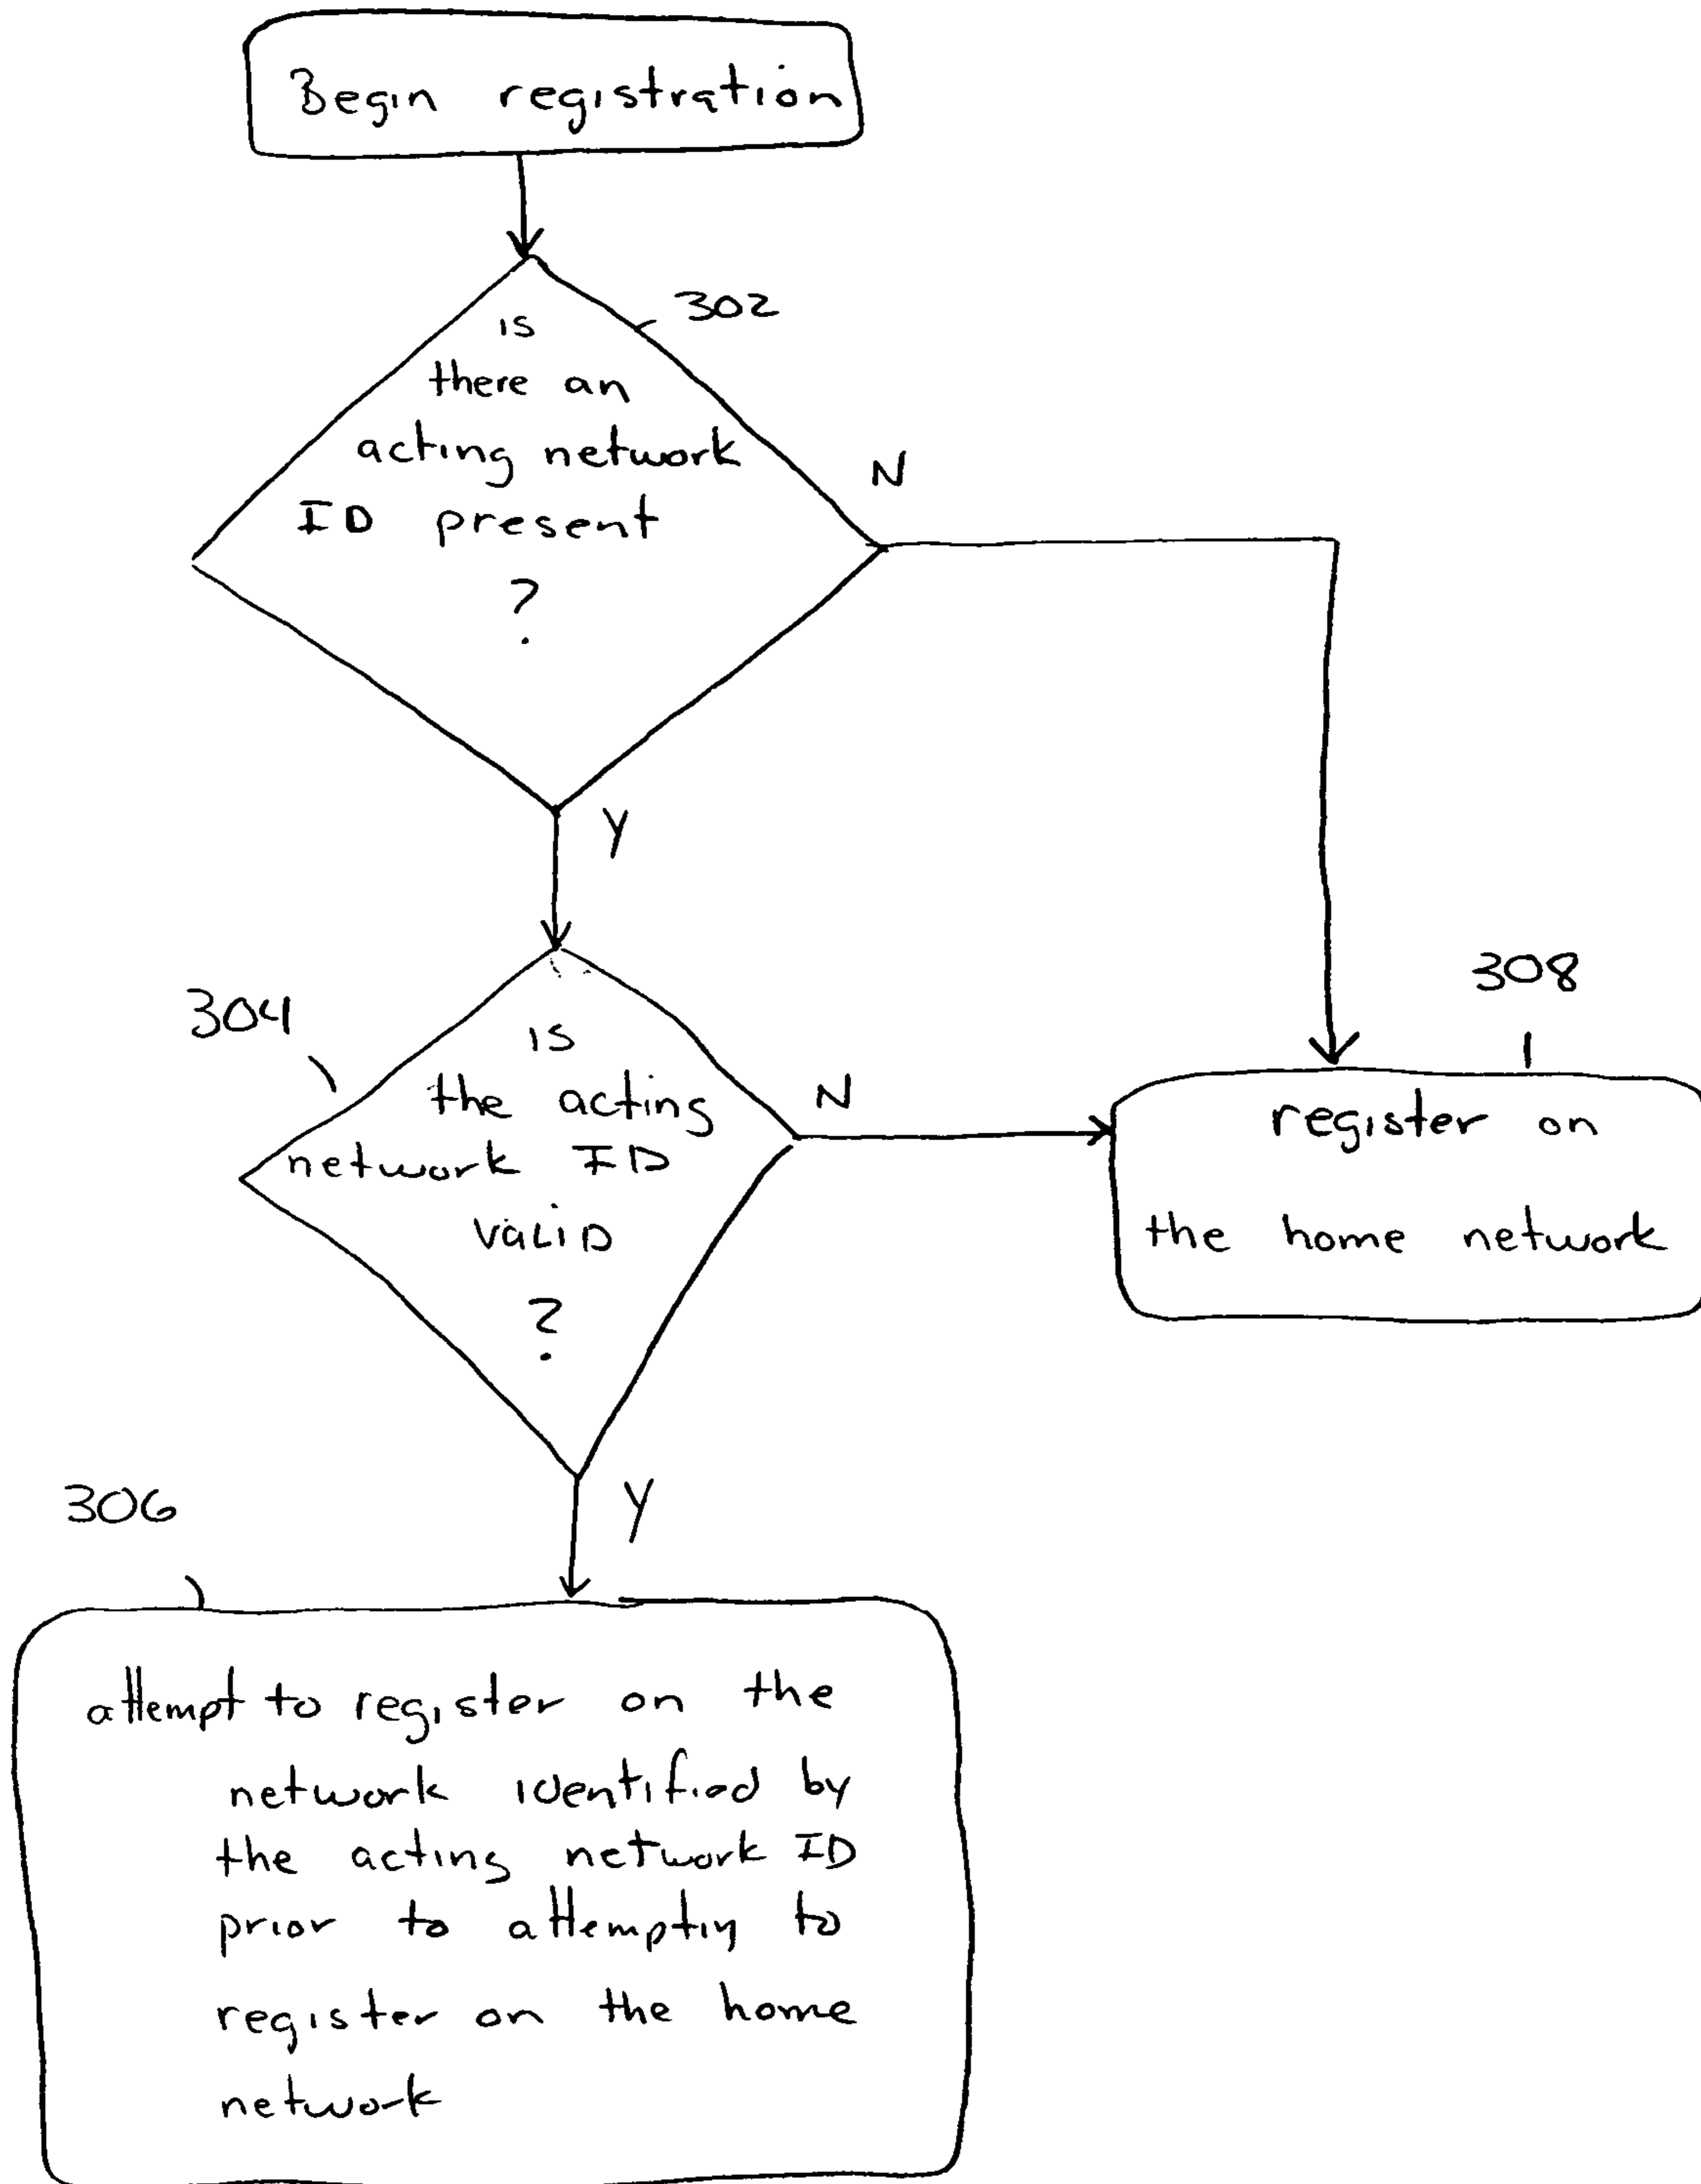 Begin registration
302
is
there an
acting network
ID present
?
N
Y
304
is
the acting
network ID
VALID
?
N
308
register on
the home network
Y
306
attempt to register on the
network identified by
the acting network ID
prior to attemptin to
register on the home
network